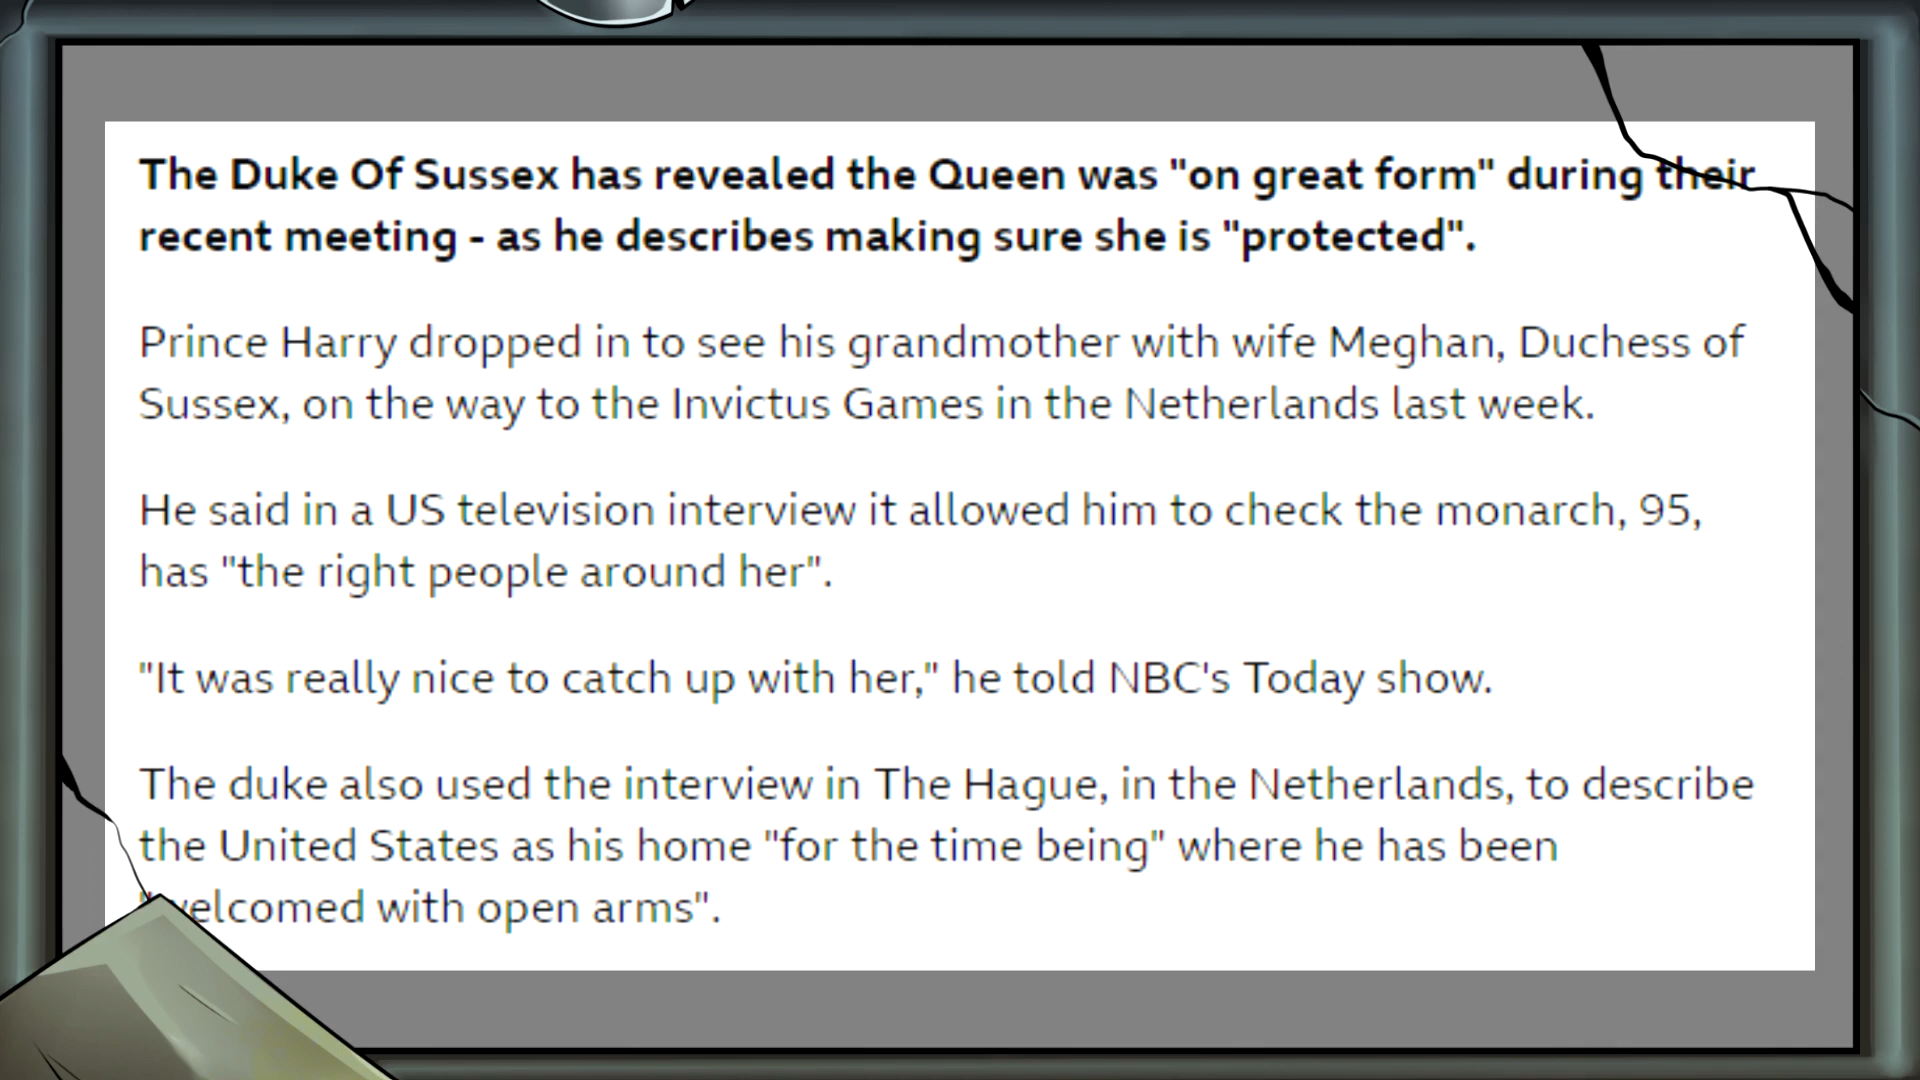 The Duke Of Sussex has revealed the Queen was "on great form" during their
recent meeting - as he describes making sure she is "protected".
Prince Harry dropped in to see his grandmother with wife Meghan, Duchess of
Sussex, on the way to the Invictus Games in the Netherlands last week.
He said in a US television interview it allowed him to check the monarch, 95,
has "the right people around her".
"It was really nice to catch up with her," he told NBC's Today show.
The duke also used the interview in The Hague, in the Netherlands, to describe
the United States as his home "for the time being" where he has been
"welcomed with open arms".